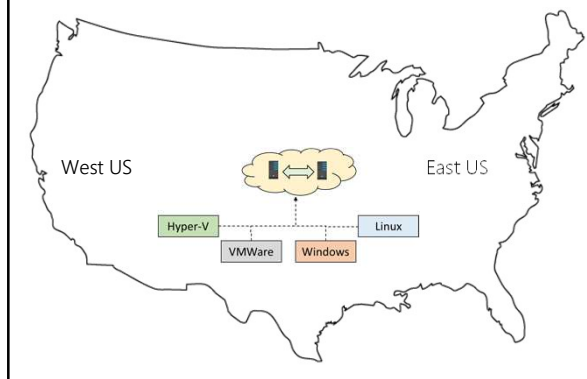 West US
East US
Hyper-V
Linux
VMWare
Windows